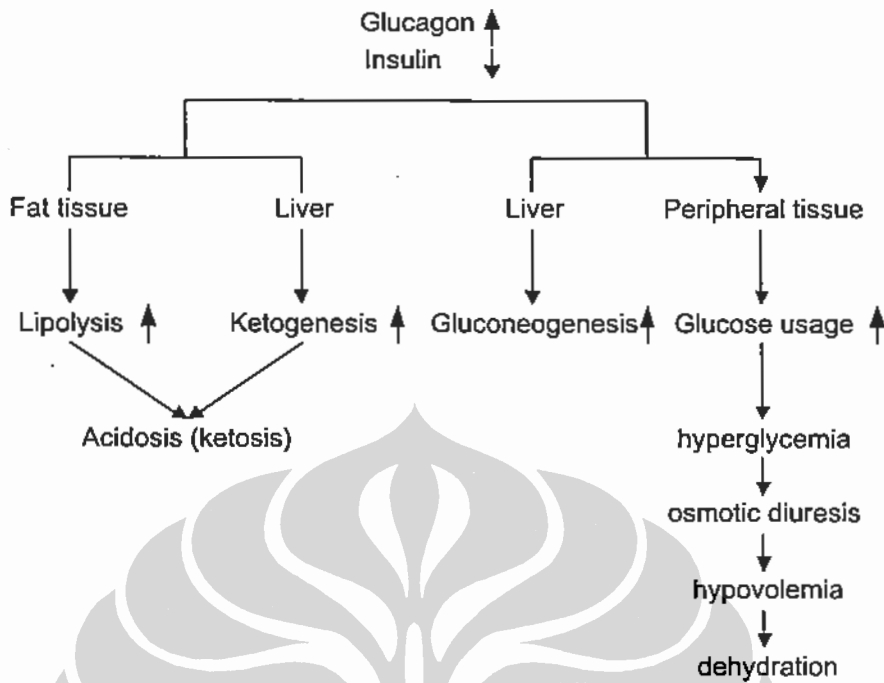 Glucagon ↑
Insulin ↓
Fat tissue
Liver
Liver
Peripheral tissue
Lipolysis ↑
Ketogenesis ↑
Gluconeogenesis ↑
Glucose usage ↑
Acidosis (ketosis)
hyperglycemia
osmotic diuresis
hypovolemia
dehydration